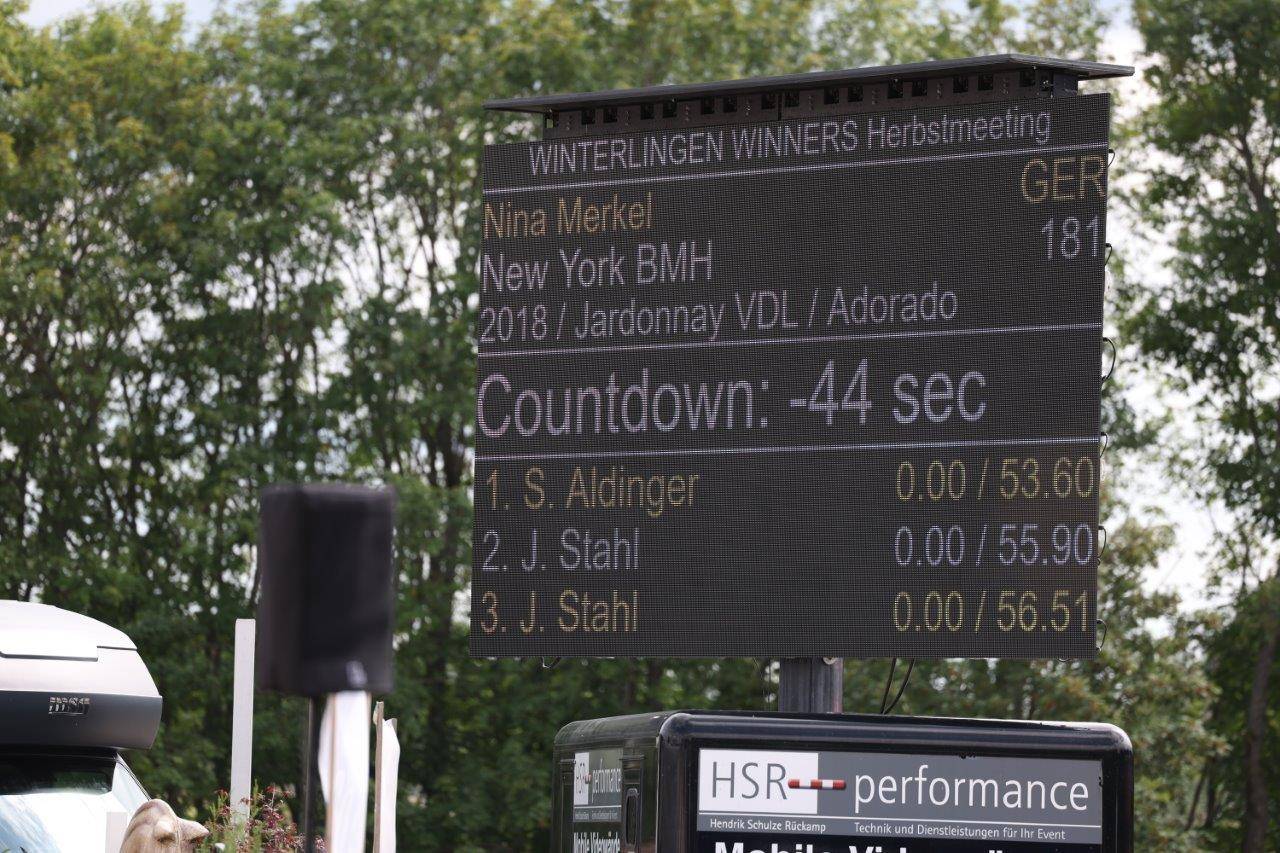 WINTERLINGEN WINNERS Herbstmeeting
Nina Merkel GER
New York BMH 181
2018 / Jardonnay VDL / Adorado
Countdown: -44 sec
1. S. Aldinger 0.00 / 53.60
2. J. Stahl 0.00 / 55.90
3. J. Stahl 0.00 / 56.51
HSR performance
Hendrik Schulze Rückamp Technik und Dienstleistungen für Ihr Event